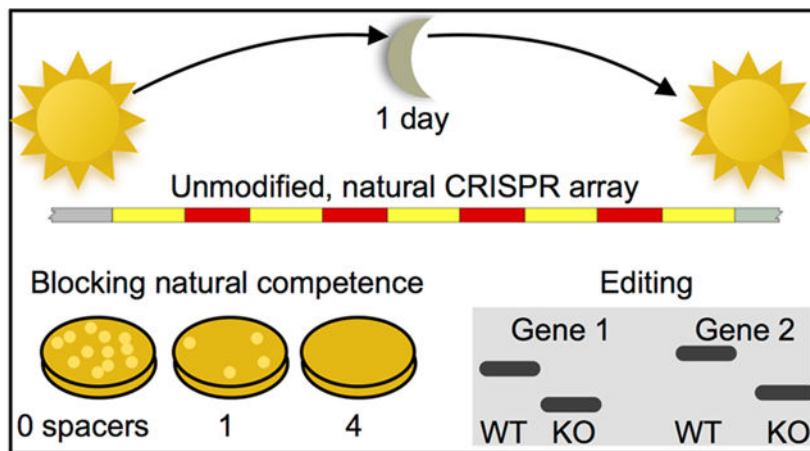 1 day
Unmodified, natural CRISPR array
Blocking natural competence
0 spacers 1 4
Editing
Gene 1 Gene 2
WT KO WT KO